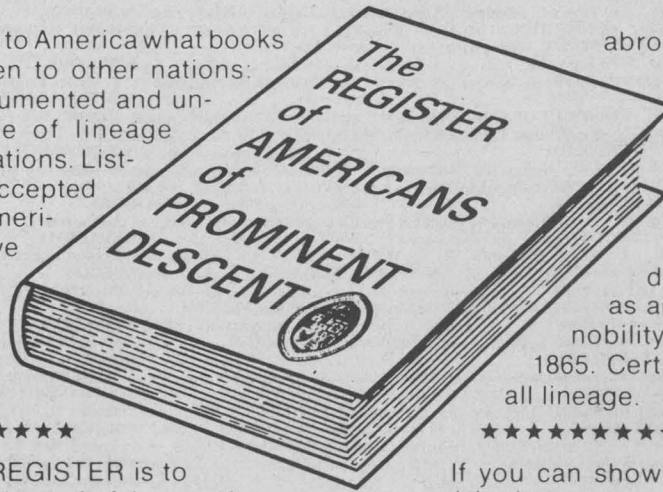 to America what books
en to other nations:
umented and un-
e of lineage
ations. List-
ccepted
meri-
ve
★★★★
REGISTER is to
The
REGISTER
of
AMERICANS
of
PROMINENT
DESCENT
abro
d
as a
nobility
1865. Cert
all lineage.
★★★★★★★★★
If you can show